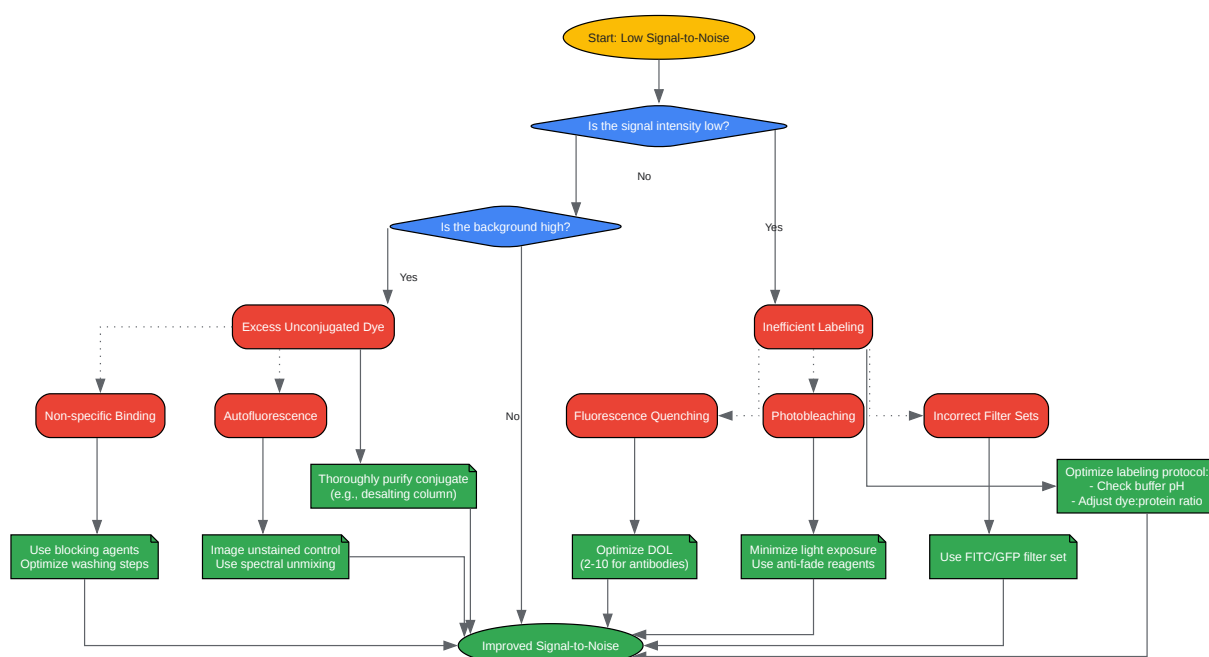 Start: Low Signal-to-Noise
Is the signal intensity low?
No
Is the background high?
Yes
Yes
Excess Unconjugated Dye
Inefficient Labeling
Non-specific Binding
Autofluorescence
No
Fluorescence Quenching
Photobleaching
Incorrect Filter Sets
Thoroughly purify conjugate
(e.g., desalting column)
Optimize labeling protocol:
- Check buffer pH
- Adjust dye:protein ratio
Use blocking agents
Optimize washing steps
Image unstained control
Use spectral unmixing
Optimize DOL
(2-10 for antibodies)
Minimize light exposure
Use anti-fade reagents
Use FITC/GFP filter set
Improved Signal-to-Noise